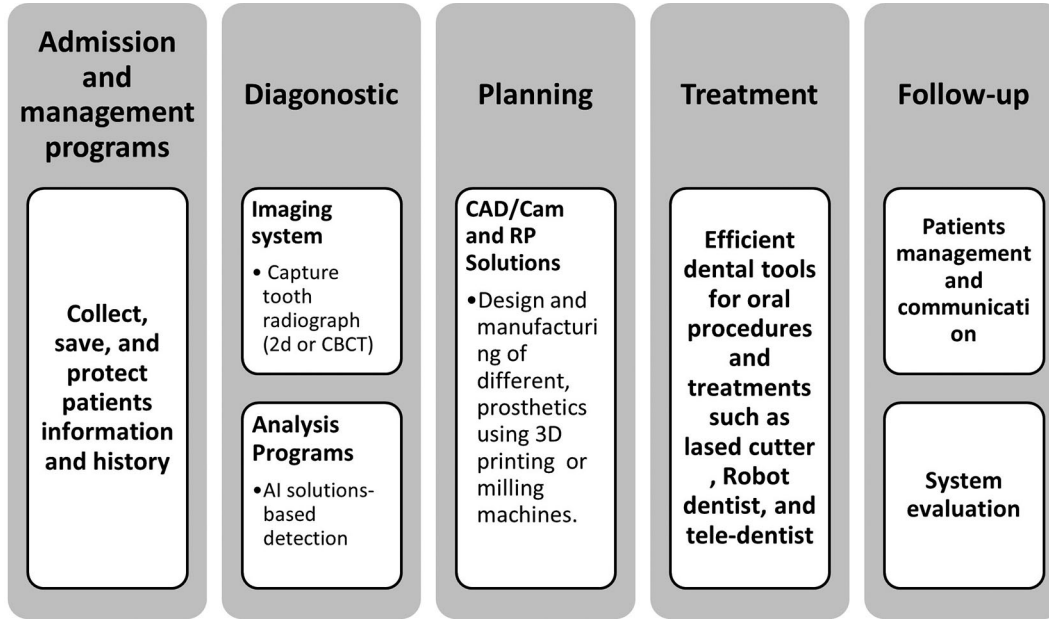 Admission
and
management
programs
Collect,
save, and
protect
patients
information
and history
Diagonostic
Imaging
system
• Capture
tooth
radiograph
(2d or CBCT)
Analysis
Programs
•AI solutions-
based
detection
Planning
CAD/Cam
and RP
Solutions
•Design and
manufacturi
ng of
different,
prosthetics
using 3D
printing or
milling
machines.
Treatment
Efficient
dental tools
for oral
procedures
and
treatments
such as
lased cutter
, Robot
dentist, and
tele-dentist
Follow-up
Patients
management
and
communicati
on
System
evaluation